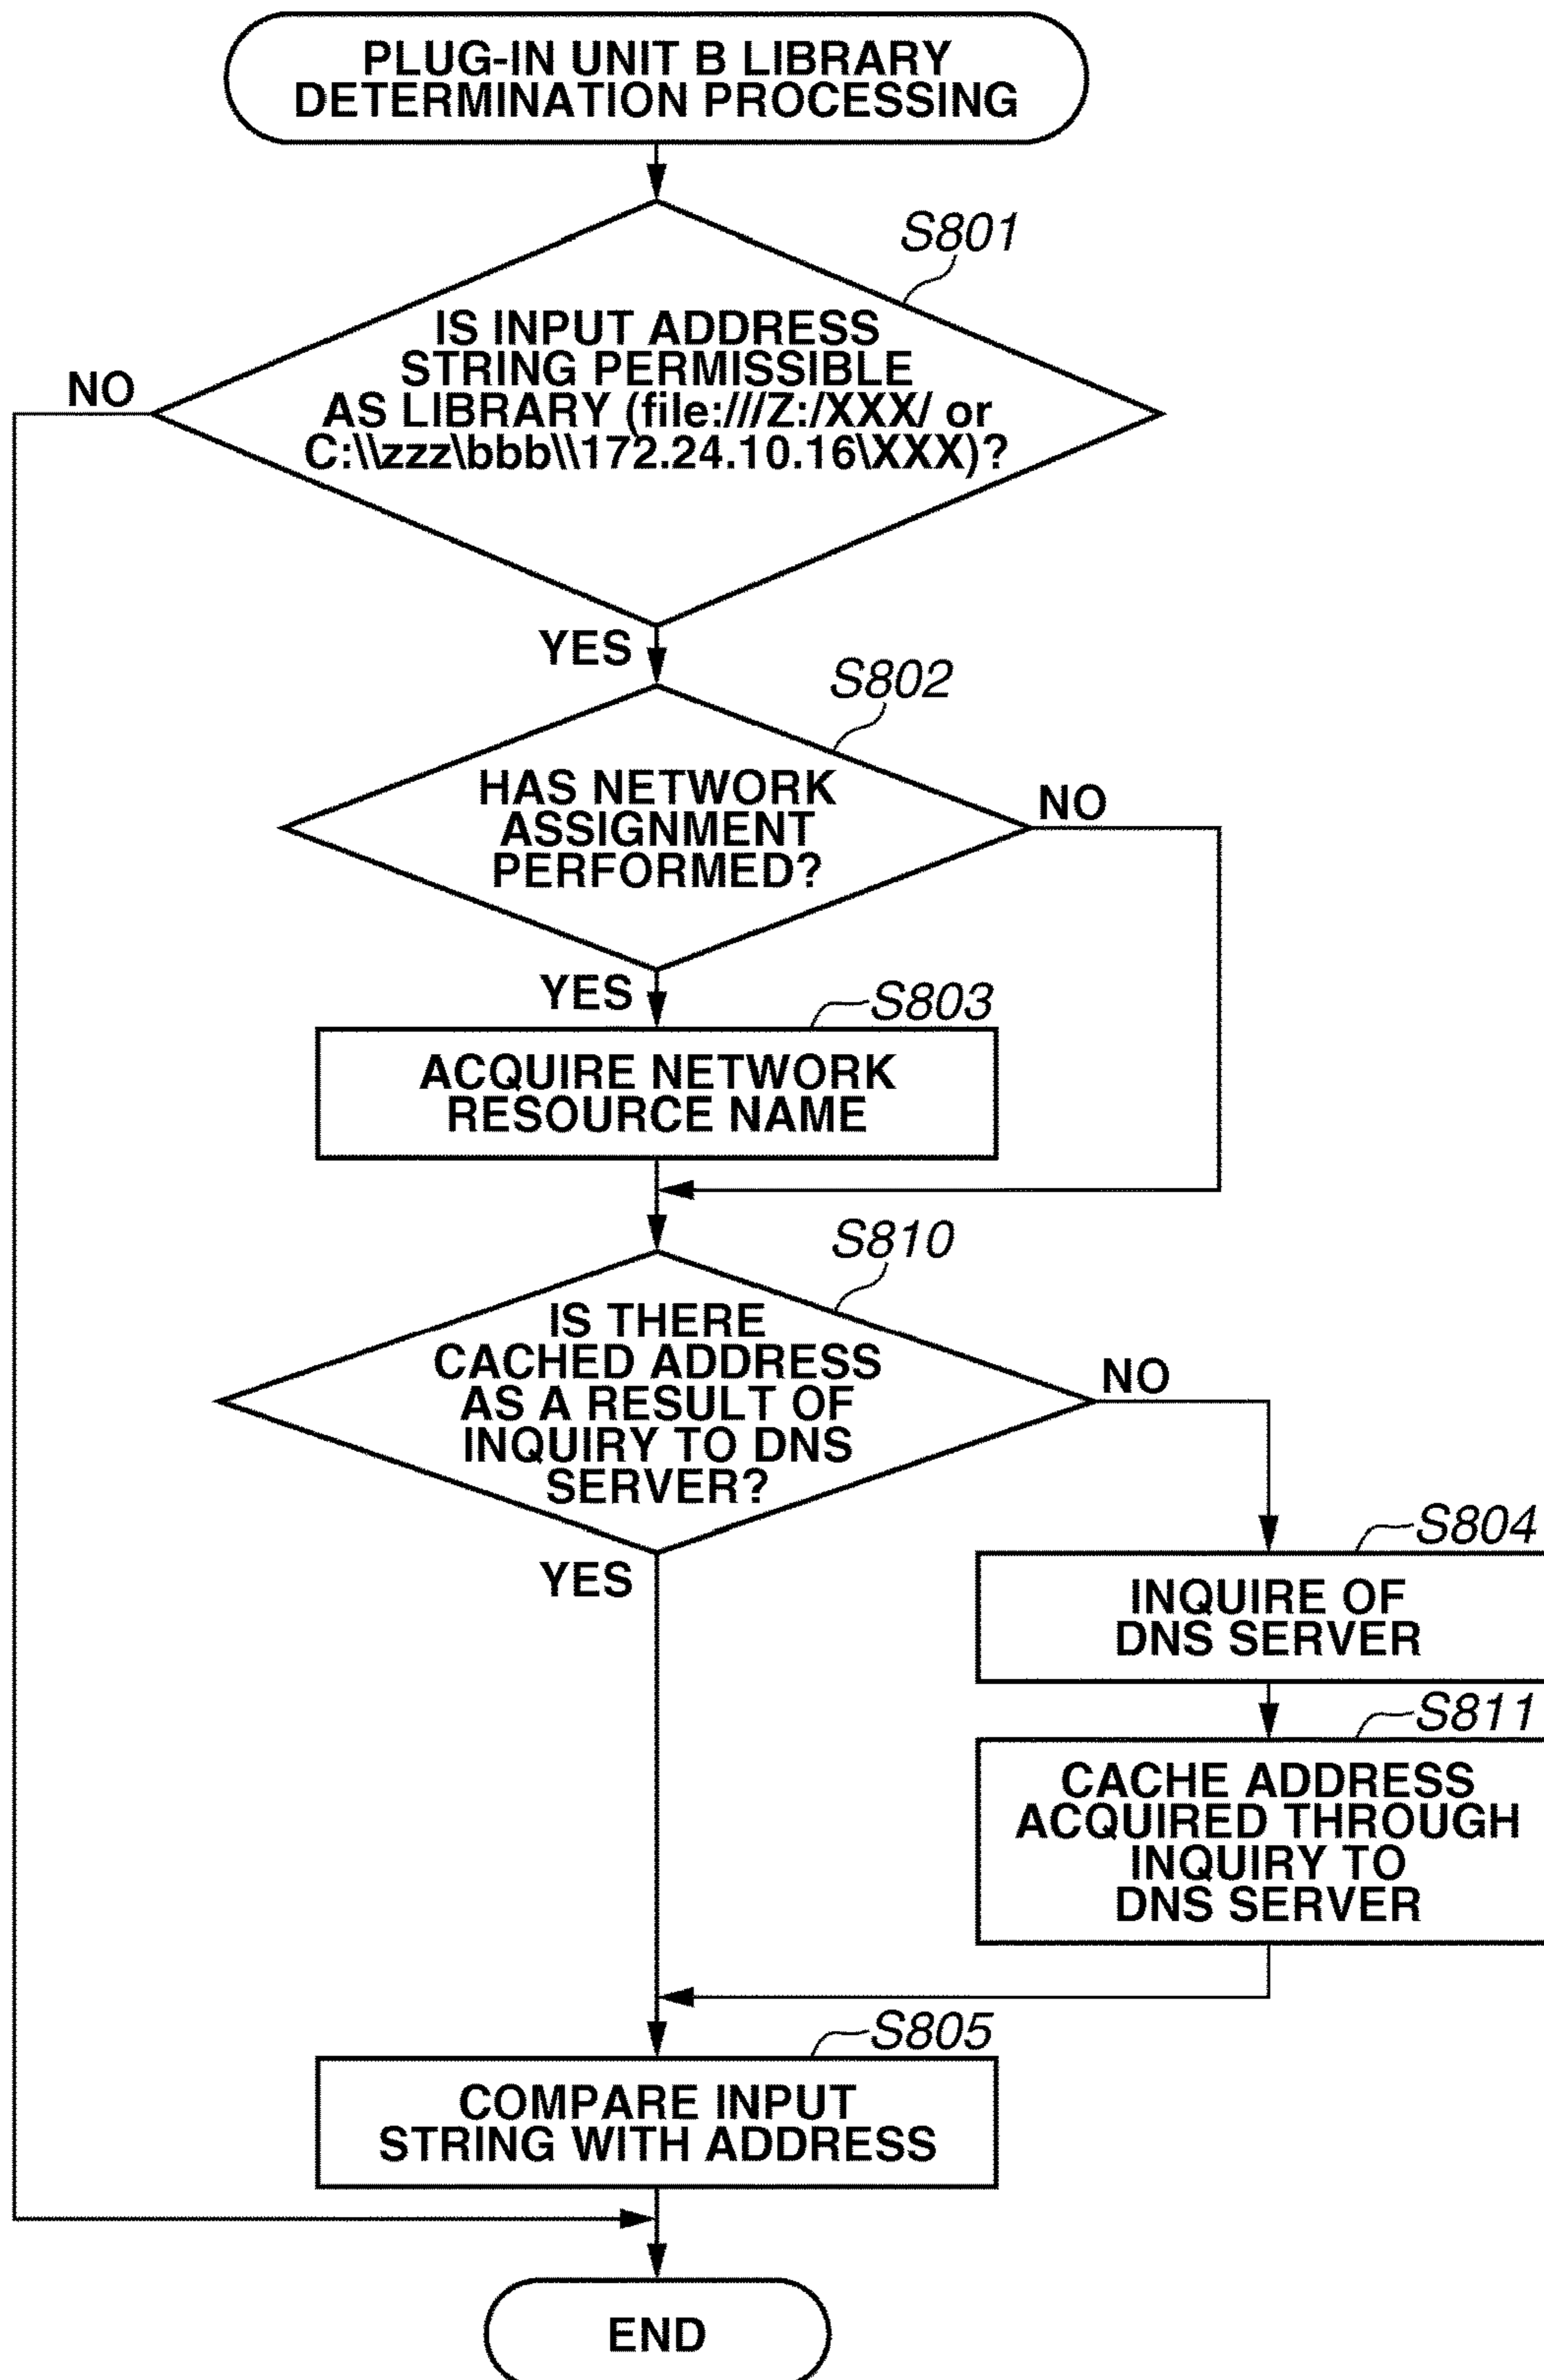 PLUG-IN UNIT B LIBRARY
DETERMINATION PROCESSING
S801
IS INPUT ADDRESS
STRING PERMISSIBLE
AS LIBRARY (file:///Z:/XXX/ or
C:\\zzz\bbb\\172.24.10.16\XXX)?
NO
YES
S802
HAS NETWORK
ASSIGNMENT
PERFORMED?
NO
YES
S803
ACQUIRE NETWORK
RESOURCE NAME
S810
IS THERE
CACHED ADDRESS
AS A RESULT OF
INQUIRY TO DNS
SERVER?
NO
YES
S804
INQUIRE OF
DNS SERVER
S811
CACHE ADDRESS
ACQUIRED THROUGH
INQUIRY TO
DNS SERVER
S805
COMPARE INPUT
STRING WITH ADDRESS
END